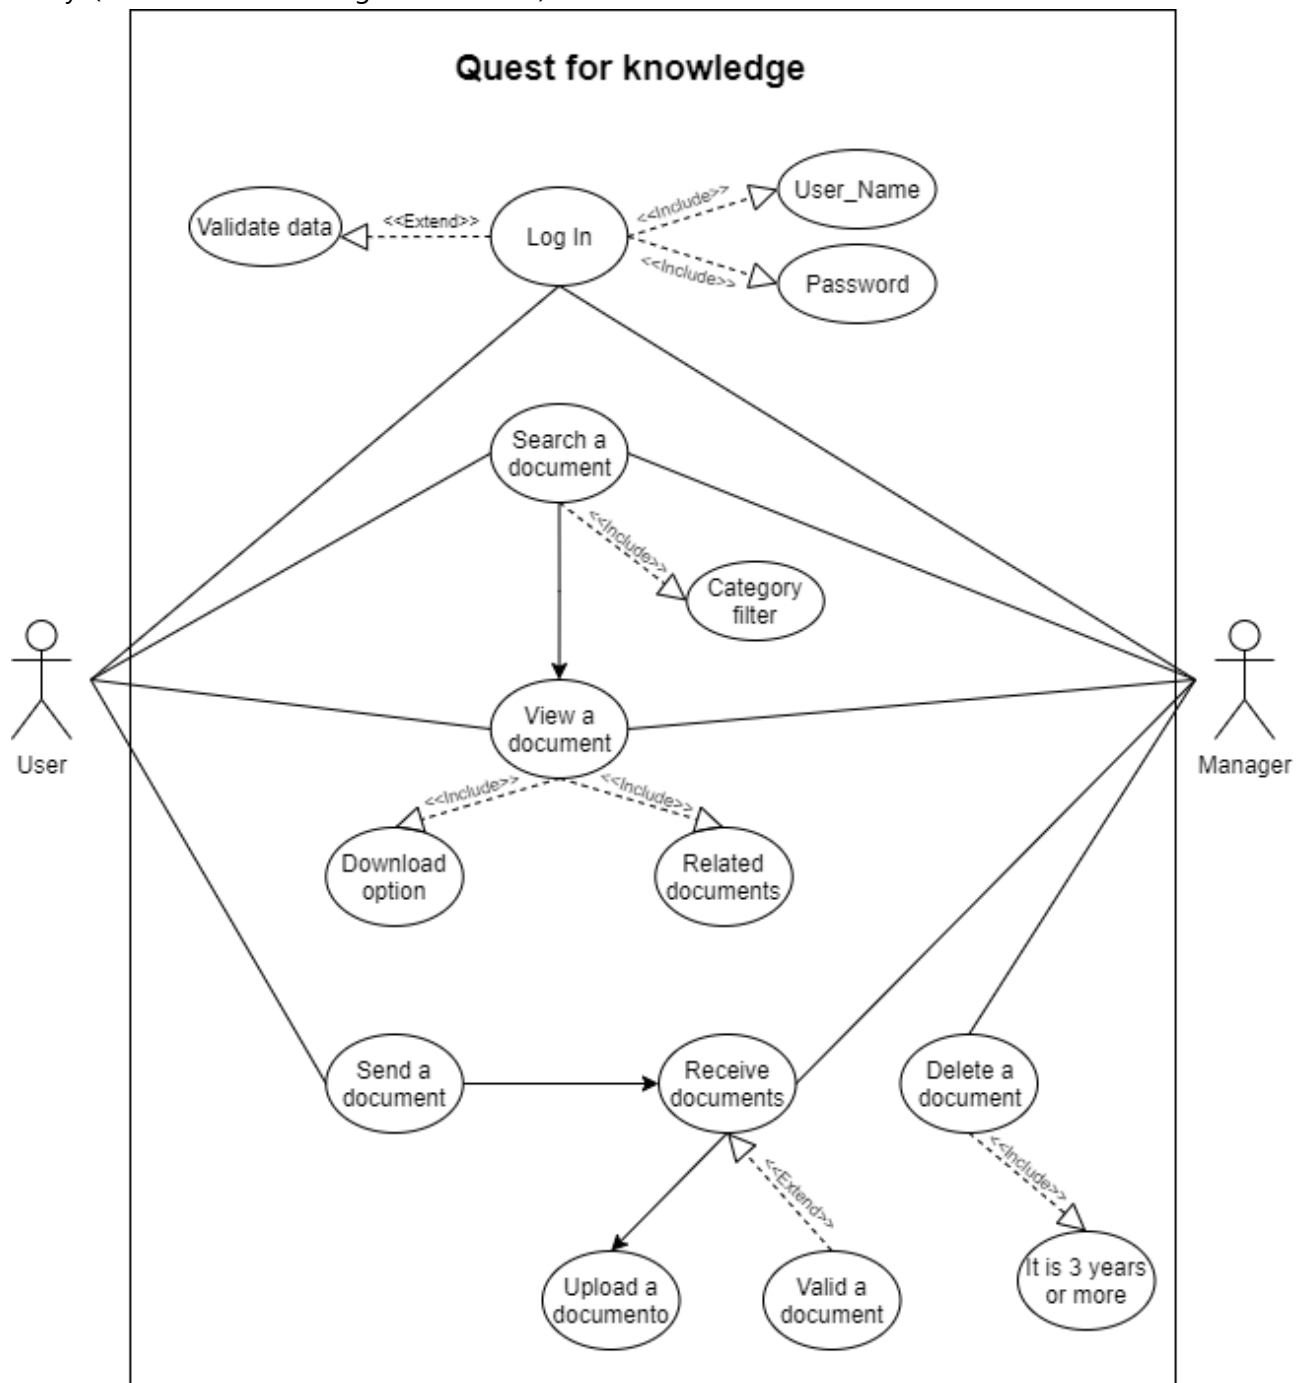 Quest for knowledge
Validate data
<<Extend>>
Log In
<<Include>>
User_Name
<<Include>>
Password
Search a
document
<<Include>>
Category
filter
User
Manager
View a
document
<<Include>>
<<Include>>
Download
option
Related
documents
Send a
document
Receive
documents
Delete a
document
<<Extend>>
<<Include>>
Upload a
documento
Valid a
document
It is 3 years
or more